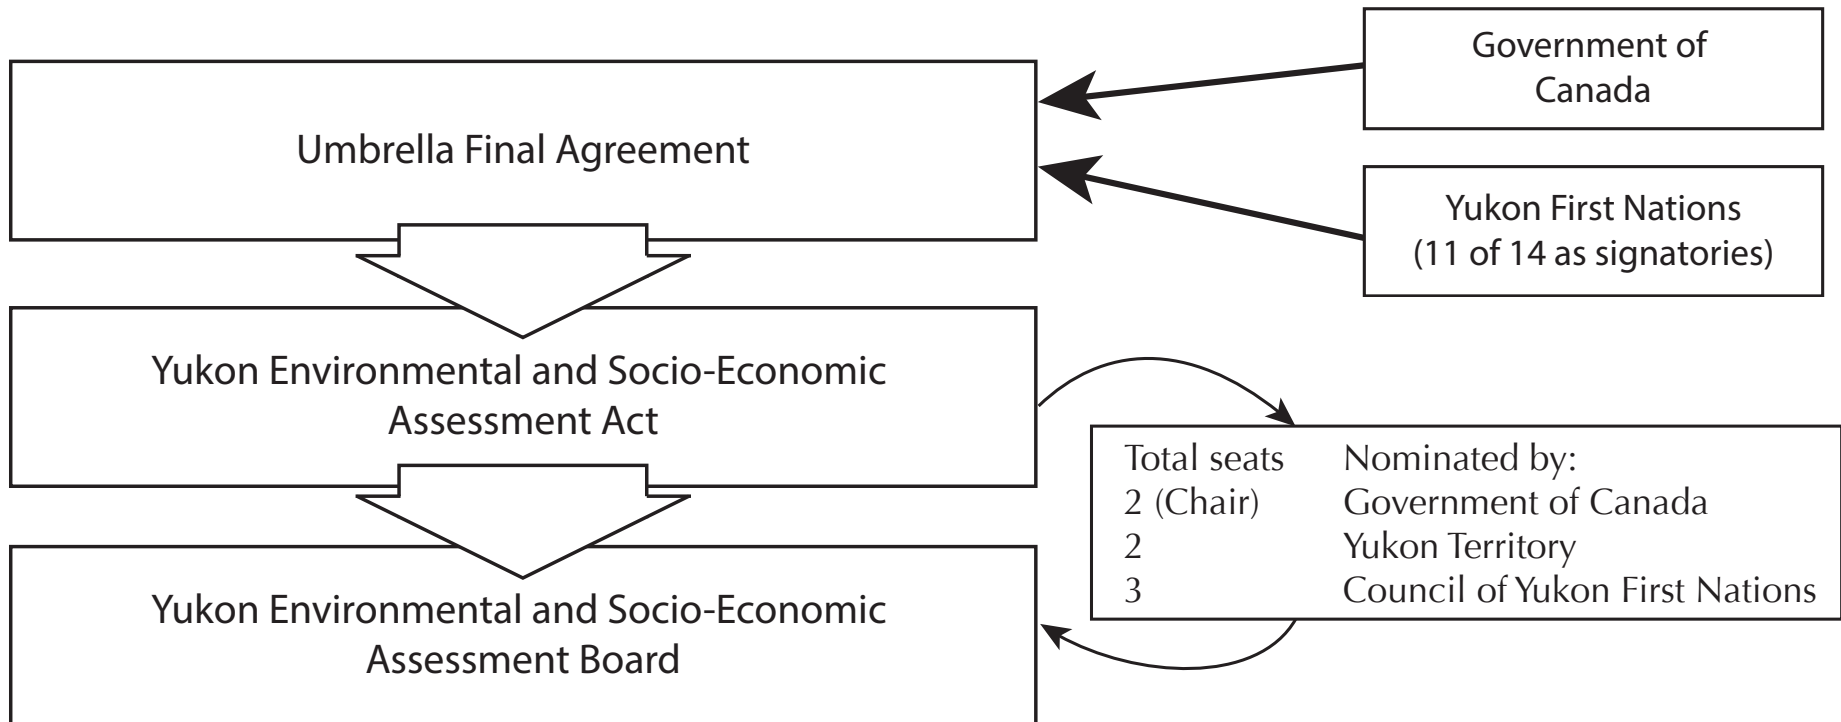 Government of
Canada
Umbrella Final Agreement
Yukon First Nations
(11 of 14 as signatories)
Yukon Environmental and Socio-Economic
Assessment Act
Total seats Nominated by:
2 (Chair) Government of Canada
2 Yukon Territory
3 Council of Yukon First Nations
Yukon Environmental and Socio-Economic
Assessment Board